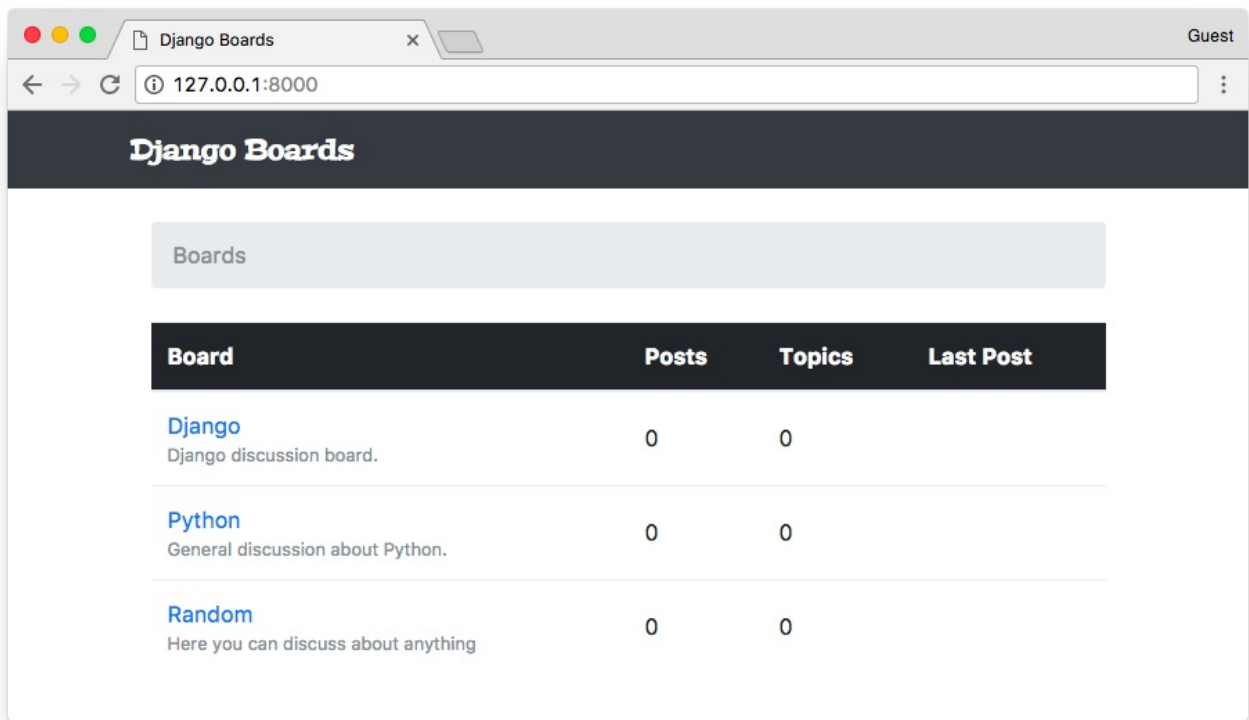 Django Boards
Guest
127.0.0.1:8000
Django Boards
Boards
Board Posts Topics Last Post
Django
Django discussion board.
0 0
Python
General discussion about Python.
0 0
Random
Here you can discuss about anything
0 0